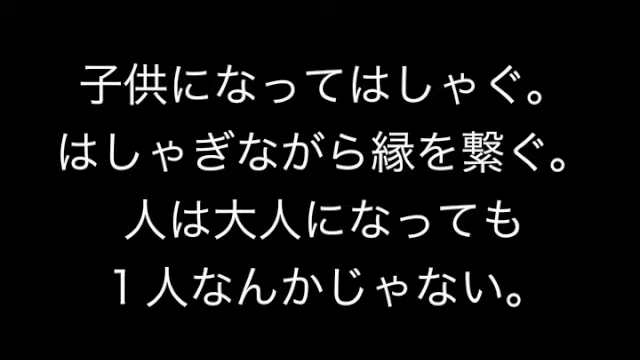 子供になってはしゃぐ。
はしゃぎながら縁を繋ぐ。
人は大人になっても
１人なんかじゃない。